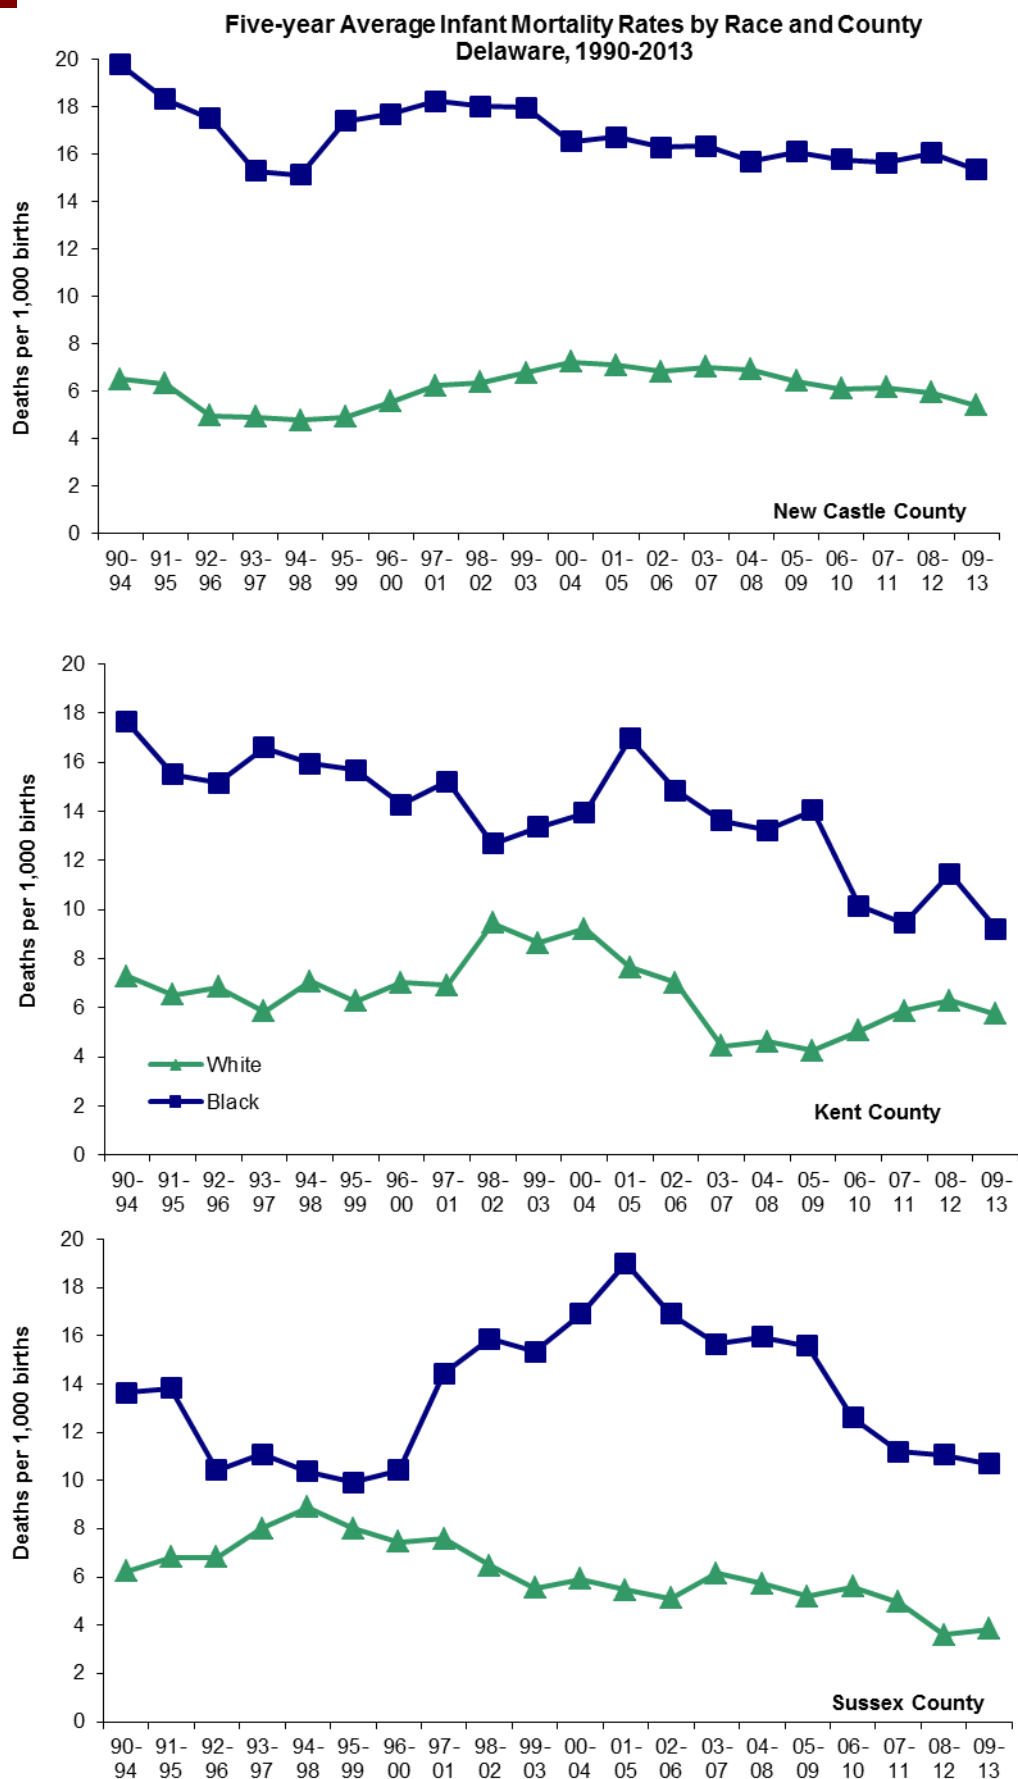 Five-year Average Infant Mortality Rates by Race and County
Delaware, 1990-2013
Deaths per 1,000 births
20
18
16
14
12
10
8
6
4
2
0
New Castle County
90- 91- 92- 93- 94- 95- 96- 97- 98- 99- 00- 01- 02- 03- 04- 05- 06- 07- 08- 09-
94 95 96 97 98 99 00 01 02 03 04 05 06 07 08 09 10 11 12 13
Deaths per 1,000 births
20
18
16
14
12
10
8
6
4
2
0
White
Black
Kent County
90- 91- 92- 93- 94- 95- 96- 97- 98- 99- 00- 01- 02- 03- 04- 05- 06- 07- 08- 09-
94 95 96 97 98 99 00 01 02 03 04 05 06 07 08 09 10 11 12 13
Deaths per 1,000 births
20
18
16
14
12
10
8
6
4
2
0
Sussex County
90- 91- 92- 93- 94- 95- 96- 97- 98- 99- 00- 01- 02- 03- 04- 05- 06- 07- 08- 09-
94 95 96 97 98 99 00 01 02 03 04 05 06 07 08 09 10 11 12 13